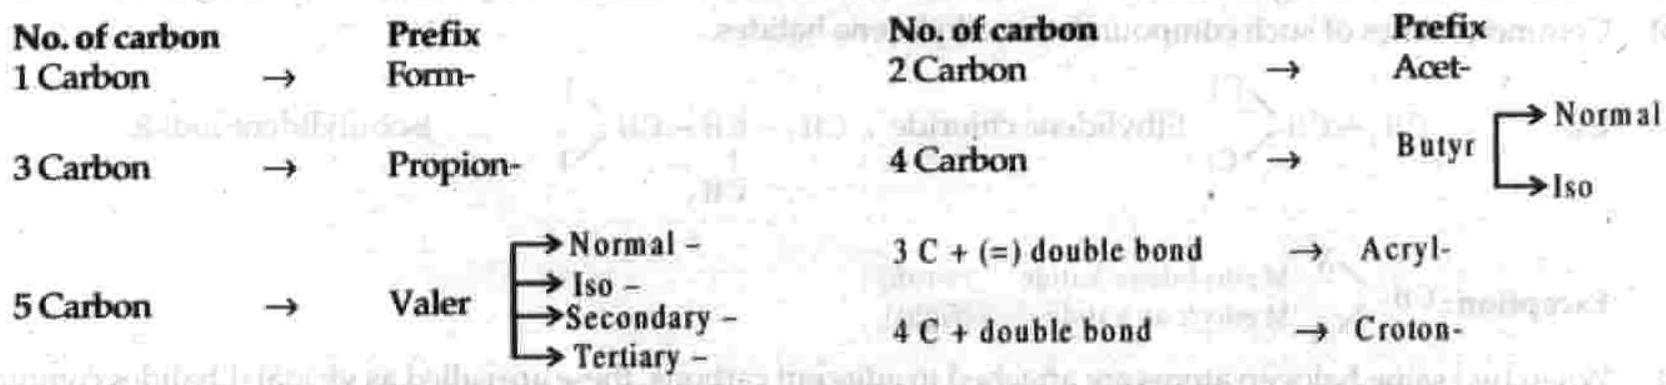 No. of carbon Prefix No. of carbon Prefix
1 Carbon → Form- 2 Carbon → Acet-
3 Carbon → Propion- 4 Carbon → Butyr Normal
Iso
5 Carbon → Valer Normal –
Iso –
Secondary –
Tertiary –
3 C + (=) double bond → Acryl-
4 C + double bond → Croton-